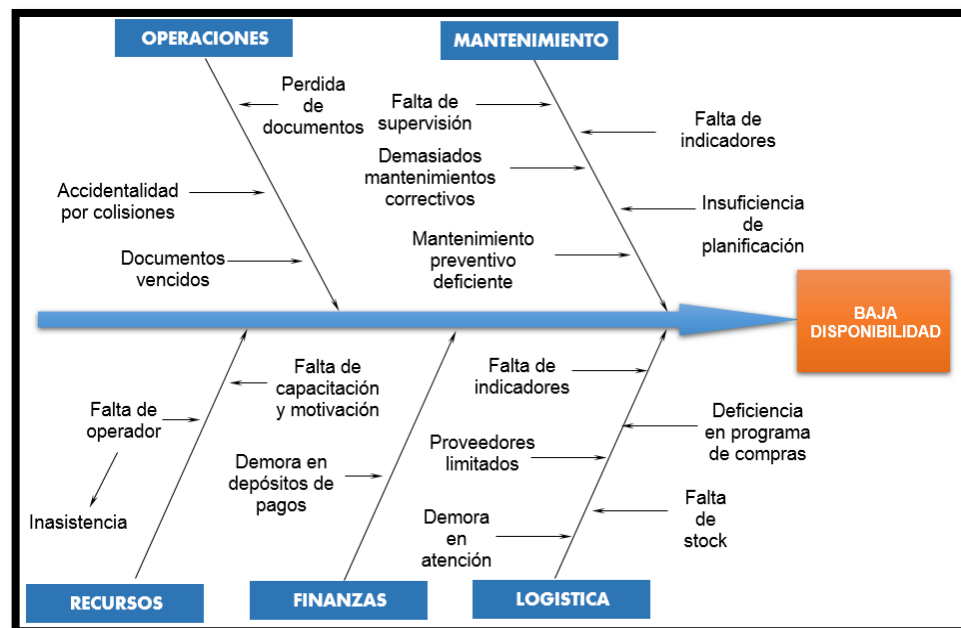 OPERACIONES
MANTENIMIENTO
Perdida
de
documentos
Accidentalidad
por colisiones
Documentos
vencidos
Falta de
supervisión
Demasiados
mantenimientos
correctivos
Mantenimiento
preventivo
deficiente
Falta de
indicadores
Insuficiencia
de
planificación
BAJA
DISPONIBILIDAD
Falta de
capacitación
y motivación
Falta de
operador
Inasistencia
Demora en
depósitos de
pagos
Falta de
indicadores
Proveedores
limitados
Demora
en
atención
Deficiencia
en programa
de compras
Falta
de
stock
RECURSOS
FINANZAS
LOGISTICA